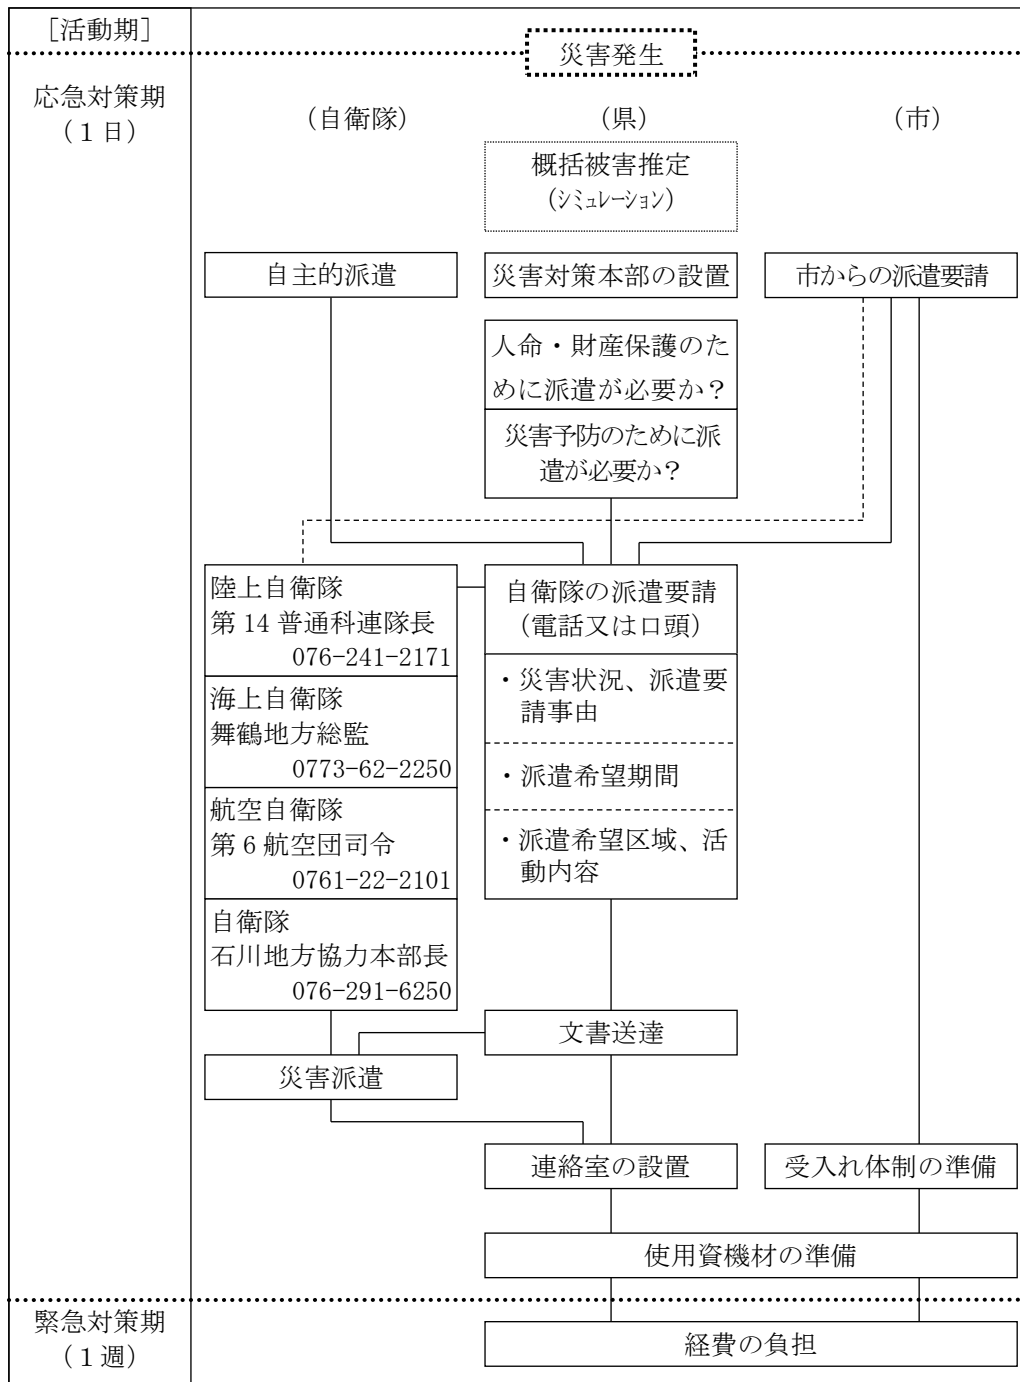 ［活動期］
災害発生
応急対策期
（１日）
（自衛隊）
（県）
（市）
概括被害推定
（ｼﾐｭﾚｰｼｮﾝ）
自主的派遣
災害対策本部の設置
市からの派遣要請
人命・財産保護のた
めに派遣が必要か？
災害予防のために派
遣が必要か？
陸上自衛隊
第 14 普通科連隊長
076-241-2171
海上自衛隊
舞鶴地方総監
0773-62-2250
航空自衛隊
第６航空団司令
0761-22-2101
自衛隊
石川地方協力本部長
076-291-6250
自衛隊の派遣要請
（電話又は口頭）
・災害状況、派遣要
請事由
・派遣希望期間
・派遣希望区域、活
動内容
文書送達
災害派遣
連絡室の設置
受入れ体制の準備
使用資機材の準備
緊急対策期
（１週）
経費の負担